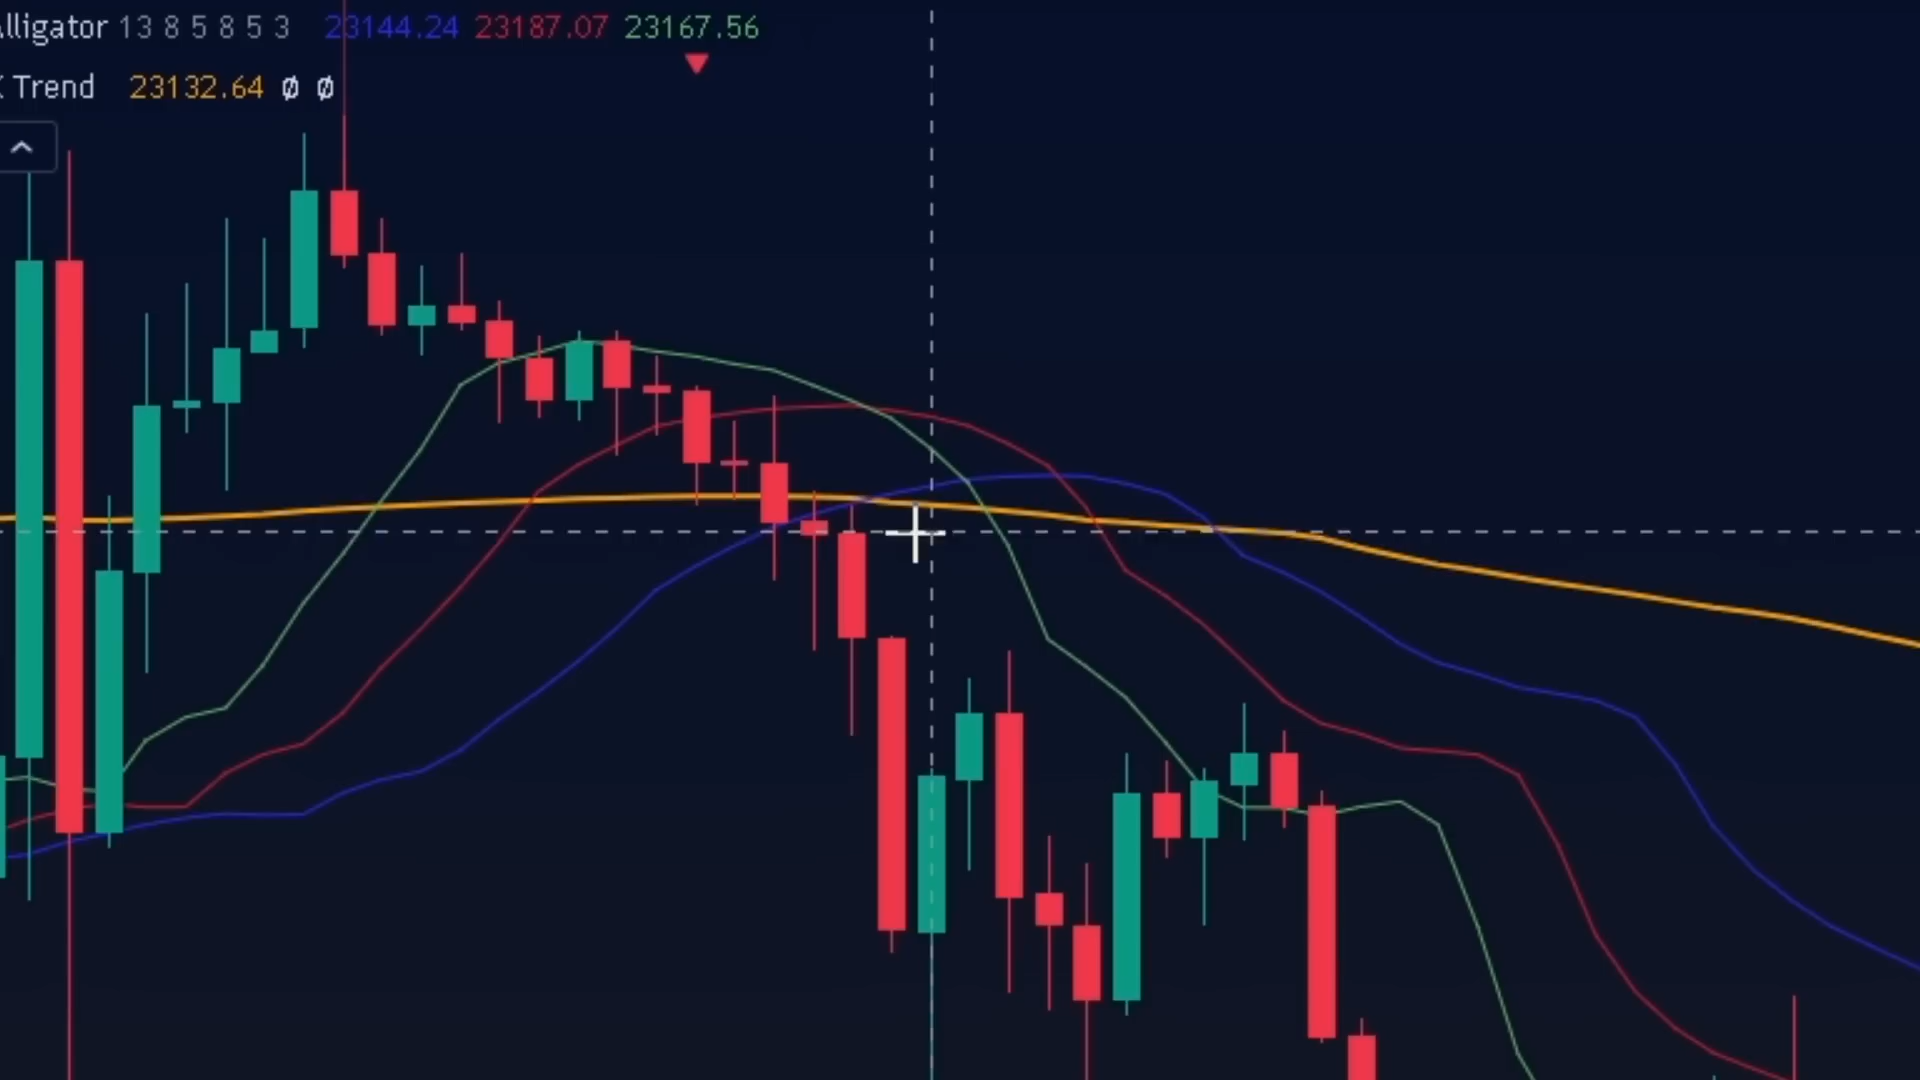 lligator 13 8 5 8 5 3 23144.24 23187.07 23167.56
Trend 23132.64 ∅ ∅